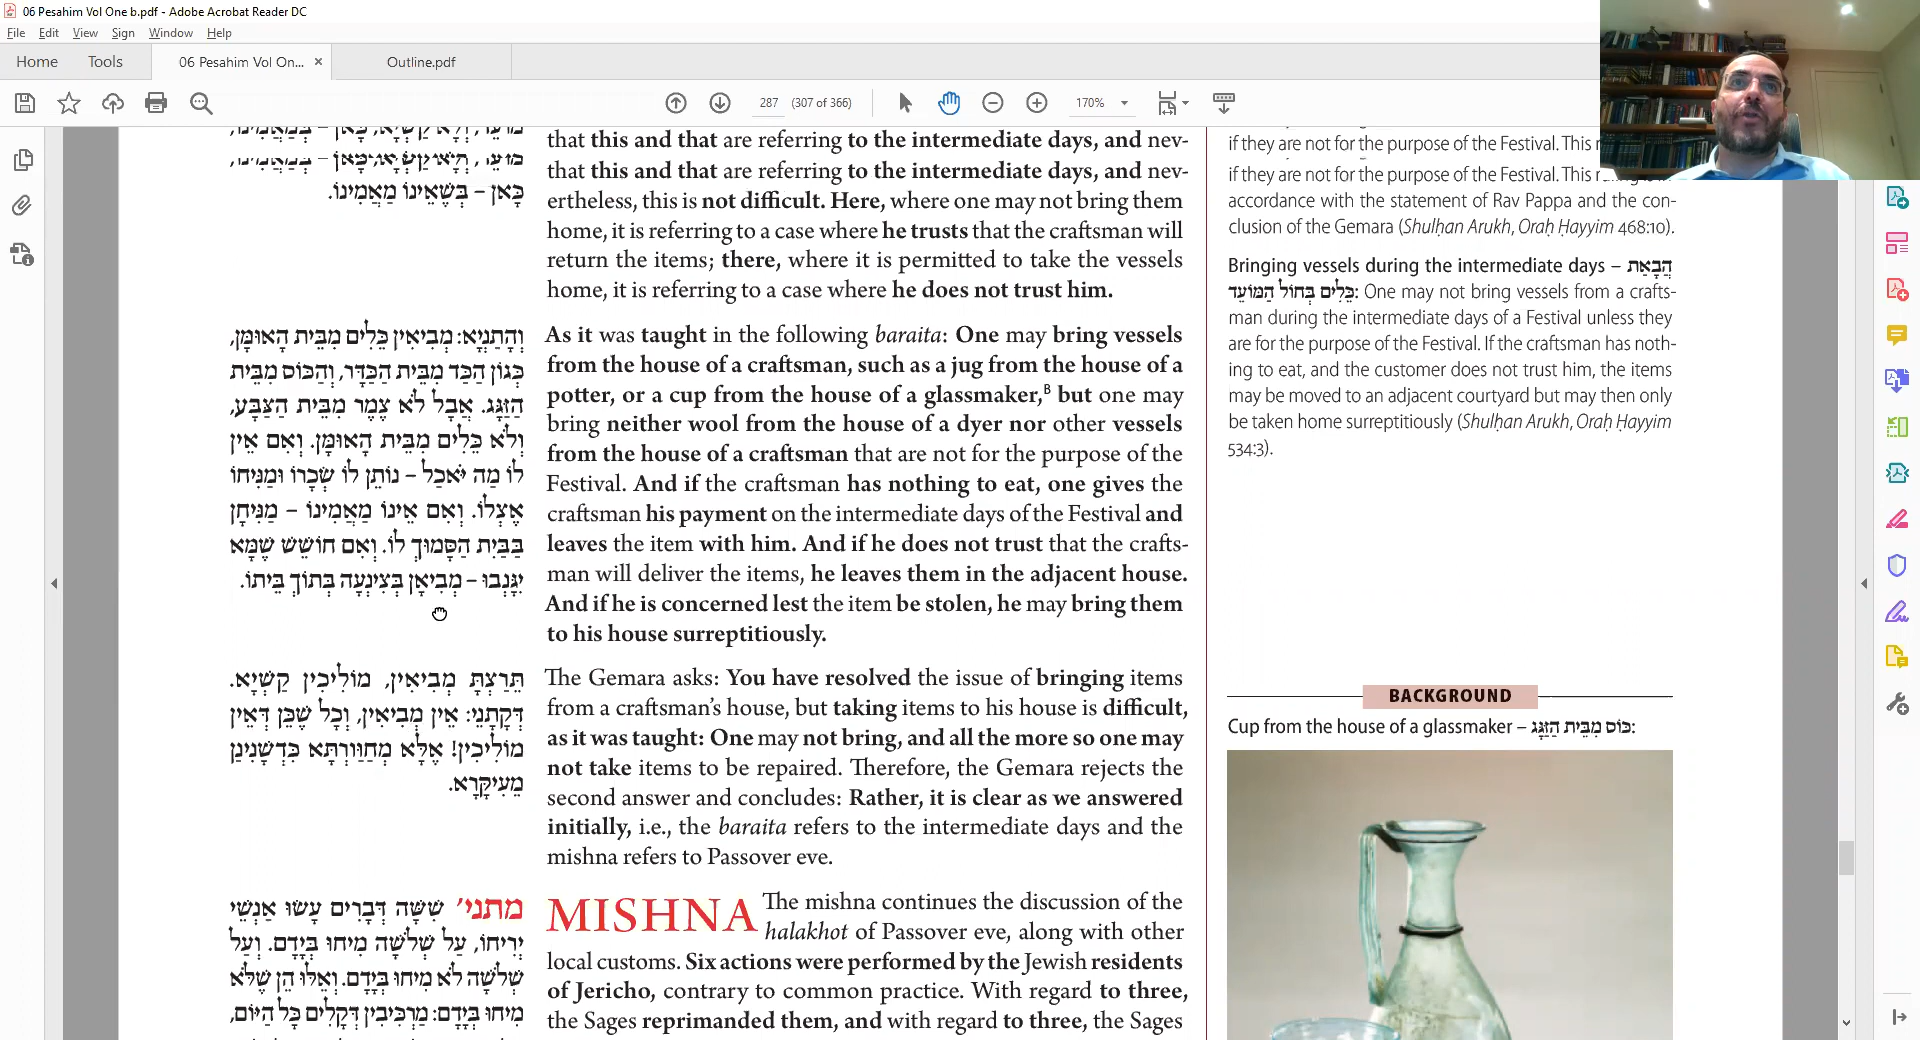 06 Pesahim Vol One b.pdf - Adobe Acrobat Reader DC
File Edit View Sign Window Help
Home Tools 06 Pesahim Vol On... × Outline.pdf
287 (307 of 366) 170%
כָּאן – בְּשֶׁאֵינוֹ מַאֲמִינוֹ.
וְהָתַנְיָא: מְבִיאִין כֵּלִים מִבֵּית הָאוּמָּן,
כְּגוֹן הַכַּד מִבֵּית הַכַּדָּר, וְהַכּוֹס מִבֵּית
הַזַּגָּג. אֲבָל לֹא צֶמֶר מִבֵּית הַצַּבָּע,
וְלֹא כֵּלִים מִבֵּית הָאוּמָּן. וְאִם אֵין
לוֹ מַה יֹּאכַל – נוֹתֵן לוֹ שְׂכָרוֹ וּמַנִּיחוֹ
אֶצְלוֹ. וְאִם אֵינוֹ מַאֲמִינוֹ – מַנִּיחָן
בַּבַּיִת הַסָּמוּךְ לוֹ. וְאִם חוֹשֵׁשׁ שֶׁמָּא
יִגָּנְבוּ – מְבִיאָן בְּצִינְעָה בְּתוֹךְ בֵּיתוֹ.
תֵּרַצְתָּ מְבִיאִין, מוֹלִיכִין קַשְׁיָא.
דְּקָתָנֵי: אֵין מְבִיאִין, וְכׇל שֶׁכֵּן דְּאֵין
מוֹלִיכִין! אֶלָּא מְחַוַּורְתָּא כִּדְשַׁנִּינַן
מֵעִיקָּרָא.
מתני׳ שִׁשָּׁה דְּבָרִים עָשׂוּ אַנְשֵׁי
יְרִיחוֹ, עַל שְׁלֹשָׁה מִיחוּ בְּיָדָם. וְעַל
שְׁלֹשָׁה לֹא מִיחוּ בְּיָדָם. וְאֵלּוּ הֵן שֶׁלֹּא
מִיחוּ בְּיָדָם: מַרְכִּיבִין דְּקָלִים כׇּל הַיּוֹם,
that this and that are referring to the intermediate days, and nev-
that this and that are referring to the intermediate days, and nev-
ertheless, this is not difficult. Here, where one may not bring them
home, it is referring to a case where he trusts that the craftsman will
return the items; there, where it is permitted to take the vessels
home, it is referring to a case where he does not trust him.
As it was taught in the following baraita: One may bring vessels
from the house of a craftsman, such as a jug from the house of a
potter, or a cup from the house of a glassmaker,B but one may
bring neither wool from the house of a dyer nor other vessels
from the house of a craftsman that are not for the purpose of the
Festival. And if the craftsman has nothing to eat, one gives the
craftsman his payment on the intermediate days of the Festival and
leaves the item with him. And if he does not trust that the crafts-
man will deliver the items, he leaves them in the adjacent house.
And if he is concerned lest the item be stolen, he may bring them
to his house surreptitiously.
The Gemara asks: You have resolved the issue of bringing items
from a craftsman's house, but taking items to his house is difficult,
as it was taught: One may not bring, and all the more so one may
not take items to be repaired. Therefore, the Gemara rejects the
second answer and concludes: Rather, it is clear as we answered
initially, i.e., the baraita refers to the intermediate days and the
mishna refers to Passover eve.
MISHNA The mishna continues the discussion of the
halakhot of Passover eve, along with other
local customs. Six actions were performed by the Jewish residents
of Jericho, contrary to common practice. With regard to three,
the Sages reprimanded them, and with regard to three, the Sages
if they are not for the purpose of the Festival. This
if they are not for the purpose of the Festival. This
accordance with the statement of Rav Pappa and the con-
clusion of the Gemara (Shulḥan Arukh, Oraḥ Ḥayyim 468:10).
Bringing vessels during the intermediate days – הֲבָאַת
כֵּלִים בְּחוֹל הַמּוֹעֵד: One may not bring vessels from a crafts-
man during the intermediate days of a Festival unless they
are for the purpose of the Festival. If the craftsman has noth-
ing to eat, and the customer does not trust him, the items
may be moved to an adjacent courtyard but may then only
be taken home surreptitiously (Shulḥan Arukh, Oraḥ Ḥayyim
534:3).
BACKGROUND
Cup from the house of a glassmaker – כּוֹס מִבֵּית הַזַּגָּג: